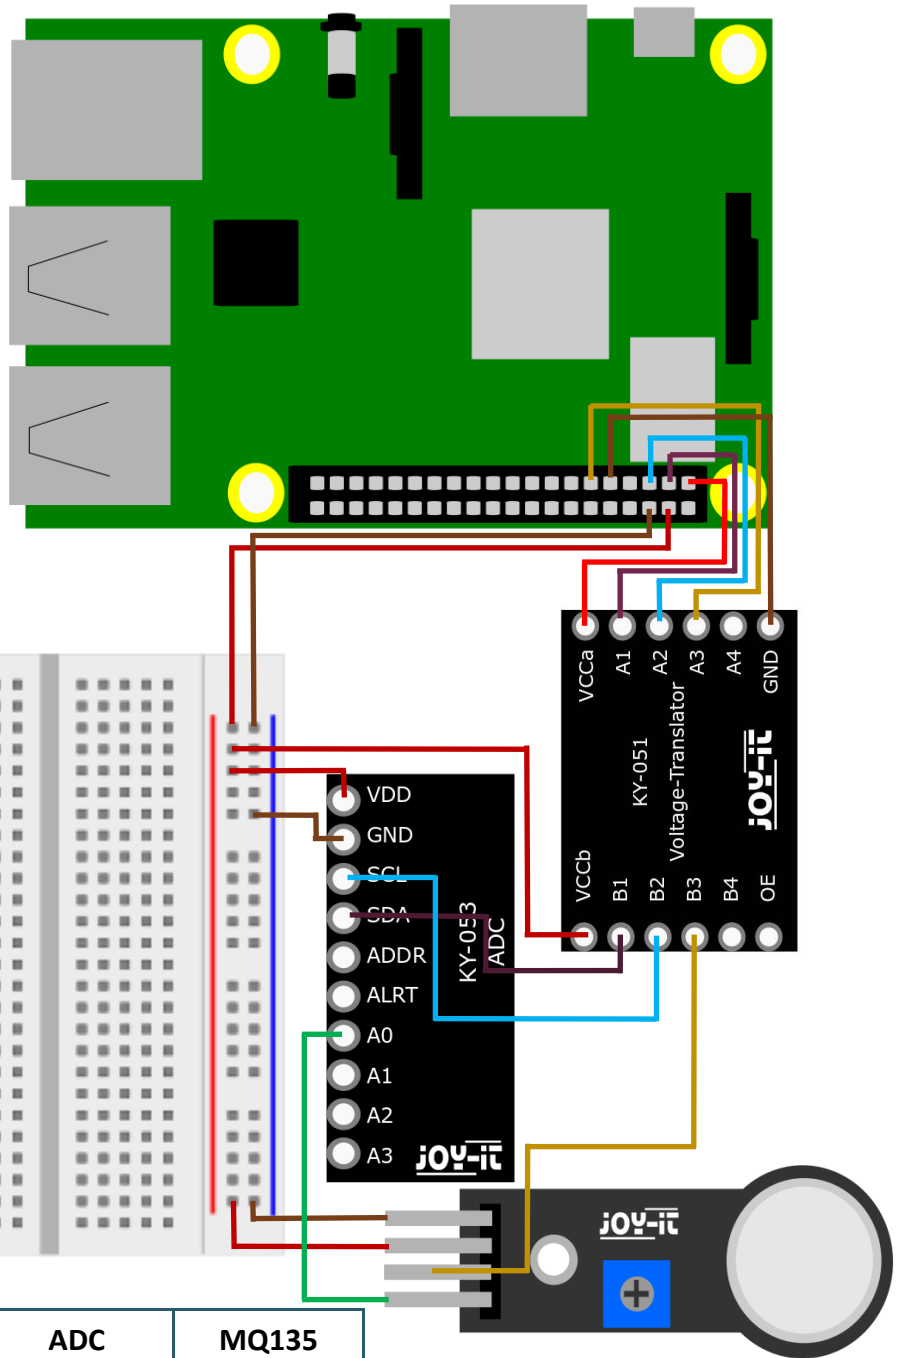 VCCa
A1
A2
A3
A4
GND
KY-051
Voltage-Translator
JOY-iT
VCCb
B1
B2
B3
B4
OE
VDD
GND
SCL
SDA
ADDR
ALRT
A0
A1
A2
A3
KY-053
ADC
JOY-iT
JOY-iT
ADC MQ135